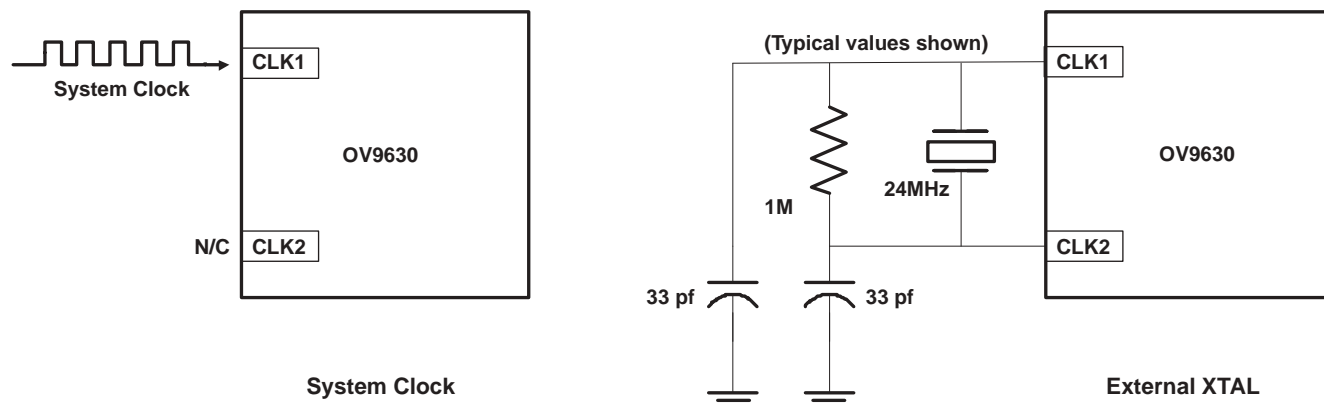 CLK1
System Clock
OV9630
N/C
CLK2
System Clock
(Typical values shown)
CLK1
OV9630
24MHz
1M
CLK2
33 pf
33 pf
External XTAL